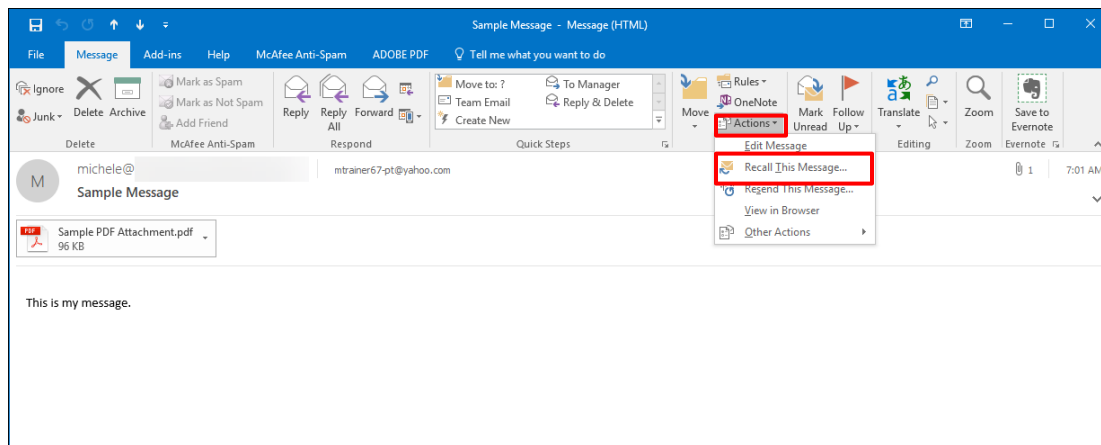 Sample Message - Message (HTML)
File Message Add-ins Help McAfee Anti-Spam ADOBE PDF Tell me what you want to do
Ignore
Junk
Delete
Archive
Delete
Mark as Spam
Mark as Not Spam
Add Friend
McAfee Anti-Spam
Reply
Reply All
Forward
Respond
Move to: ?
Team Email
Create New
To Manager
Reply & Delete
Quick Steps
Move
Rules
OneNote
Actions
Mark Unread
Follow Up
あ
a
Translate
Editing
Zoom
Zoom
Save to Evernote
Evernote
Edit Message
Recall This Message...
Resend This Message...
View in Browser
Other Actions
M
michele@
mtrainer67-pt@yahoo.com
1
7:01 AM
Sample Message
PDF
Sample PDF Attachment.pdf
96 KB
This is my message.